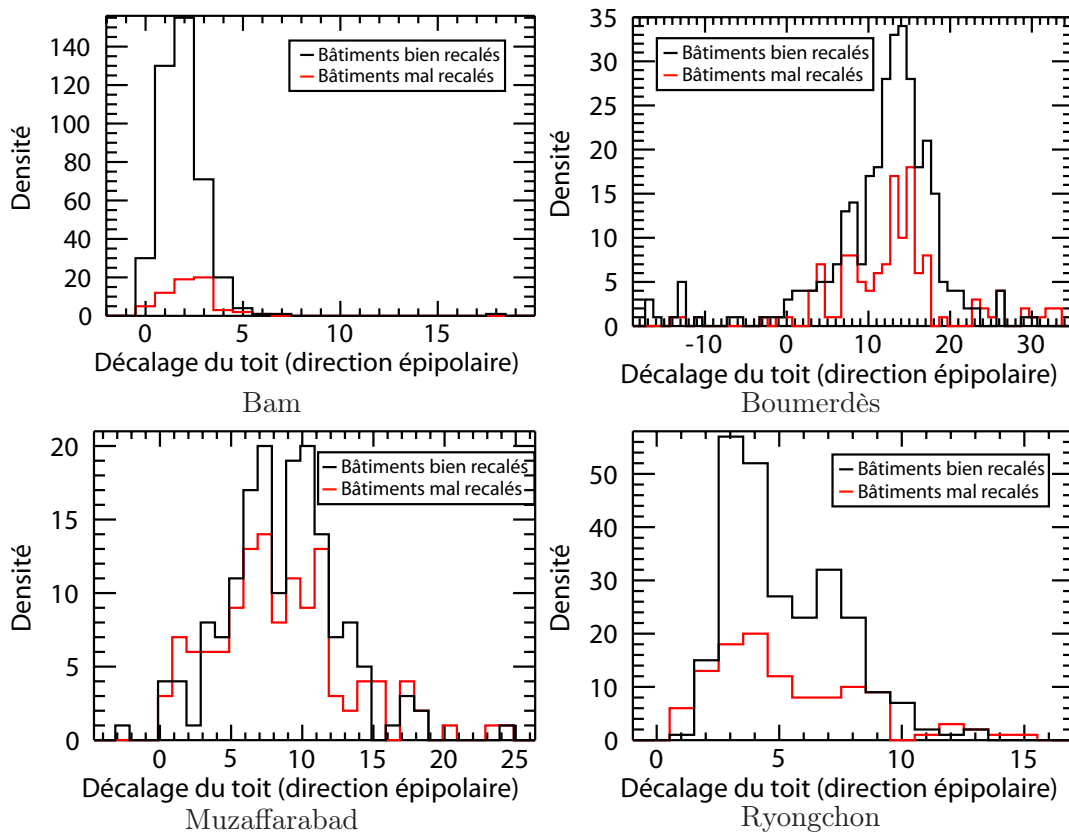 140
120
100
80
60
40
20
0
0
5
10
15
Densité
Bâtiments bien recalés
Bâtiments mal recalés
Décalage du toit (direction épipolaire)
Bam
35
30
25
20
15
10
5
0
-10
0
10
20
30
Densité
Bâtiments bien recalés
Bâtiments mal recalés
Décalage du toit (direction épipolaire)
Boumerdès
20
15
10
5
0
0
5
10
15
20
25
Densité
Bâtiments bien recalés
Bâtiments mal recalés
Décalage du toit (direction épipolaire)
Muzaffarabad
50
40
30
20
10
0
0
5
10
15
Densité
Bâtiments bien recalés
Bâtiments mal recalés
Décalage du toit (direction épipolaire)
Ryongchon